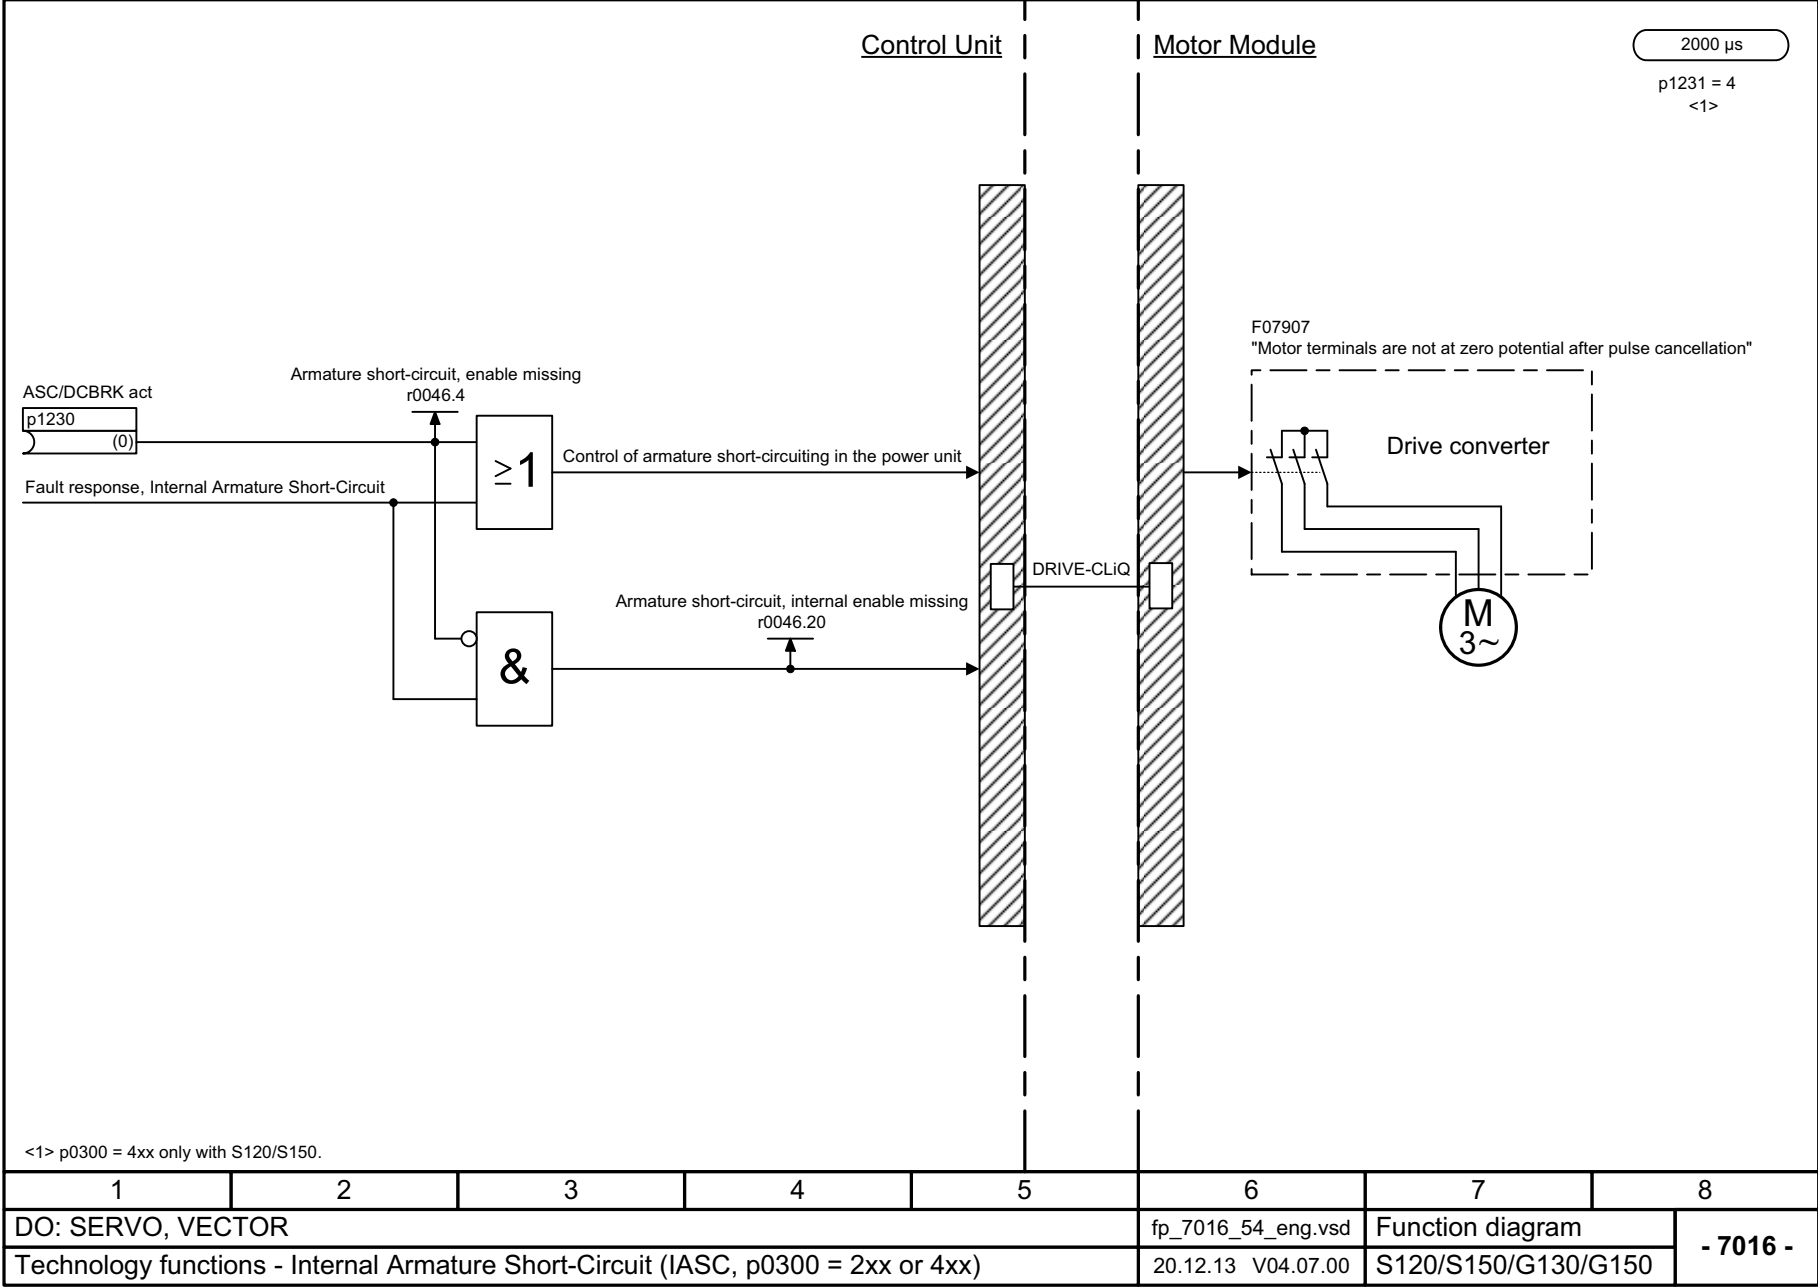 Control Unit
Motor Module
2000 µs
p1231 = 4
<1>
F07907
"Motor terminals are not at zero potential after pulse cancellation"
Armature short-circuit, enable missing
r0046.4
ASC/DCBRK act
p1230
(0)
≥1
Control of armature short-circuiting in the power unit
Drive converter
Fault response, Internal Armature Short-Circuit
DRIVE-CLiQ
Armature short-circuit, internal enable missing
r0046.20
&
M
3~
<1> p0300 = 4xx only with S120/S150.
1 2 3 4 5 6 7 8
DO: SERVO, VECTOR
fp_7016_54_eng.vsd
Function diagram
- 7016 -
Technology functions - Internal Armature Short-Circuit (IASC, p0300 = 2xx or 4xx)
20.12.13 V04.07.00
S120/S150/G130/G150